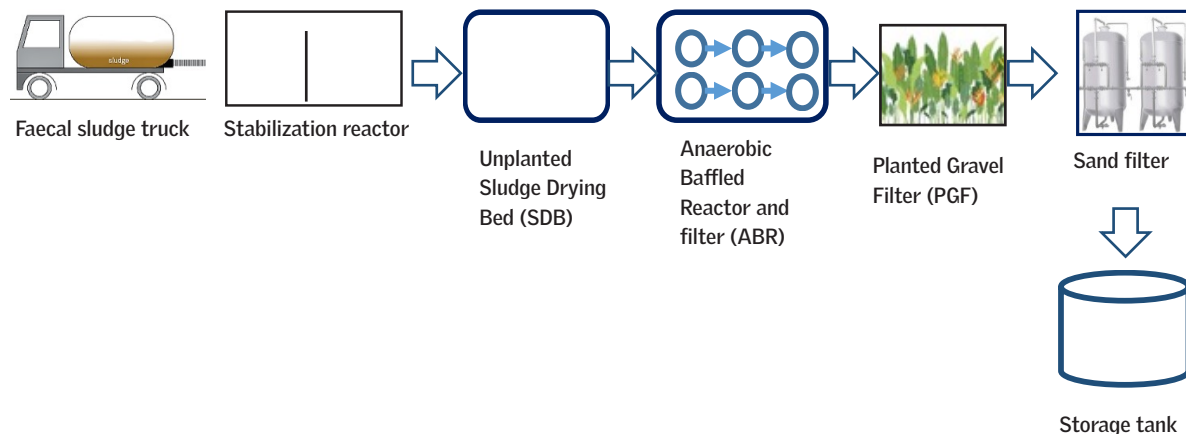 sludge
Faecal sludge truck
Stabilization reactor
Unplanted
Sludge Drying
Bed (SDB)
Anaerobic
Baffled
Reactor and
filter (ABR)
Planted Gravel
Filter (PGF)
Sand filter
Storage tank